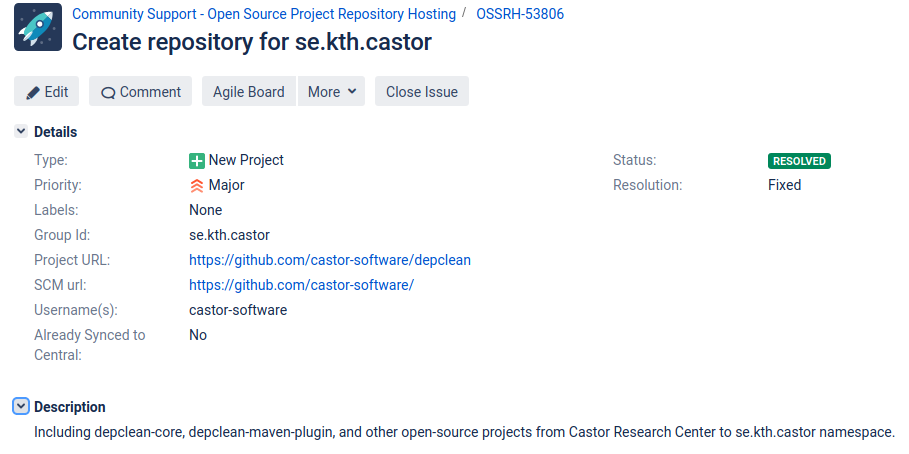 Community Support - Open Source Project Repository Hosting / OSSRH-53806
Create repository for se.kth.castor
Edit Comment Agile Board More Close Issue
Details
Type: New Project Status: RESOLVED
Priority: Major Resolution: Fixed
Labels: None
Group Id: se.kth.castor
Project URL: https://github.com/castor-software/depclean
SCM url: https://github.com/castor-software/
Username(s): castor-software
Already Synced to No
Central:
Description
Including depclean-core, depclean-maven-plugin, and other open-source projects from Castor Research Center to se.kth.castor namespace.